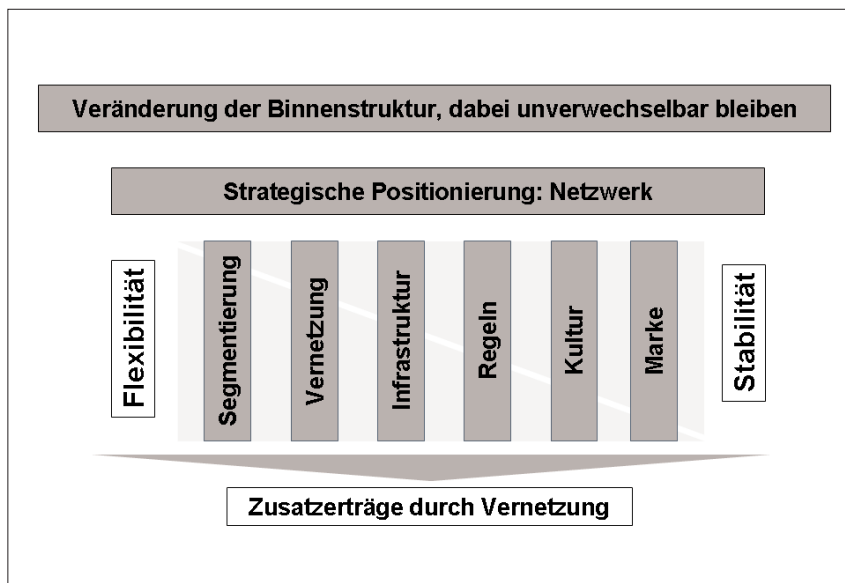 Veränderung der Binnenstruktur, dabei unverwechselbar bleiben
Strategische Positionierung: Netzwerk
Flexibilität
Segmentierung
Vernetzung
Infrastruktur
Regeln
Kultur
Marke
Stabilität
Zusatzerträge durch Vernetzung